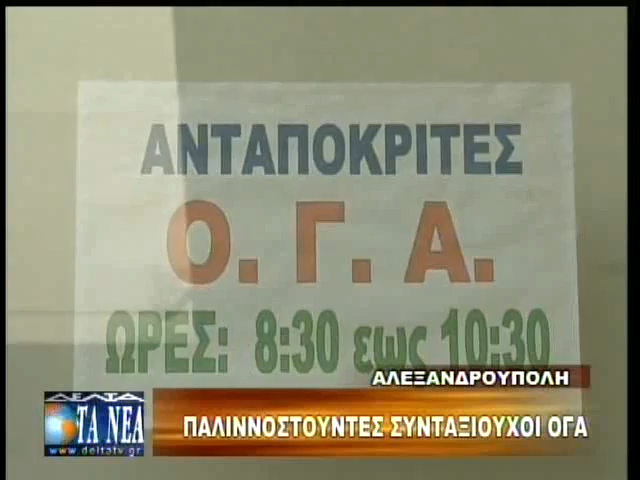 ΑΝΤΑΠΟΚΡΙΤΕΣ
Ο. Γ. Α.
ΩΡΕΣ: 8:30 εως 10:30
ΑΛΕΞΑΝΔΡΟΥΠΟΛΗ
ΔΕΛΤΑ
ΤΑ ΝΕΑ
www.deltatv.gr
ΠΑΛΙΝΝΟΣΤΟΥΝΤΕΣ ΣΥΝΤΑΞΙΟΥΧΟΙ ΟΓΑ